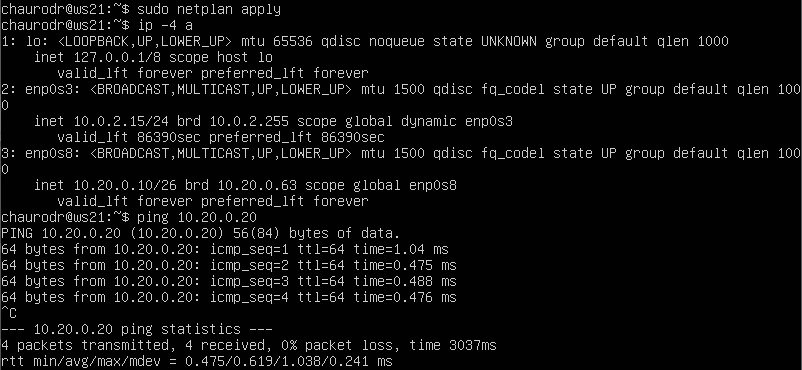 chaurodr@ws21:~$ sudo netplan apply
chaurodr@ws21:~$ ip -4 a
1: lo: <LOOPBACK,UP,LOWER_UP> mtu 65536 qdisc noqueue state UNKNOWN group default qlen 1000
    inet 127.0.0.1/8 scope host lo
       valid_lft forever preferred_lft forever
2: enp0s3: <BROADCAST,MULTICAST,UP,LOWER_UP> mtu 1500 qdisc fq_codel state UP group default qlen 100
0
    inet 10.0.2.15/24 brd 10.0.2.255 scope global dynamic enp0s3
       valid_lft 86390sec preferred_lft 86390sec
3: enp0s8: <BROADCAST,MULTICAST,UP,LOWER_UP> mtu 1500 qdisc fq_codel state UP group default qlen 100
0
    inet 10.20.0.10/26 brd 10.20.0.63 scope global enp0s8
       valid_lft forever preferred_lft forever
chaurodr@ws21:~$ ping 10.20.0.20
PING 10.20.0.20 (10.20.0.20) 56(84) bytes of data.
64 bytes from 10.20.0.20: icmp_seq=1 ttl=64 time=1.04 ms
64 bytes from 10.20.0.20: icmp_seq=2 ttl=64 time=0.475 ms
64 bytes from 10.20.0.20: icmp_seq=3 ttl=64 time=0.488 ms
64 bytes from 10.20.0.20: icmp_seq=4 ttl=64 time=0.476 ms
^C
--- 10.20.0.20 ping statistics ---
4 packets transmitted, 4 received, 0% packet loss, time 3037ms
rtt min/avg/max/mdev = 0.475/0.619/1.038/0.241 ms